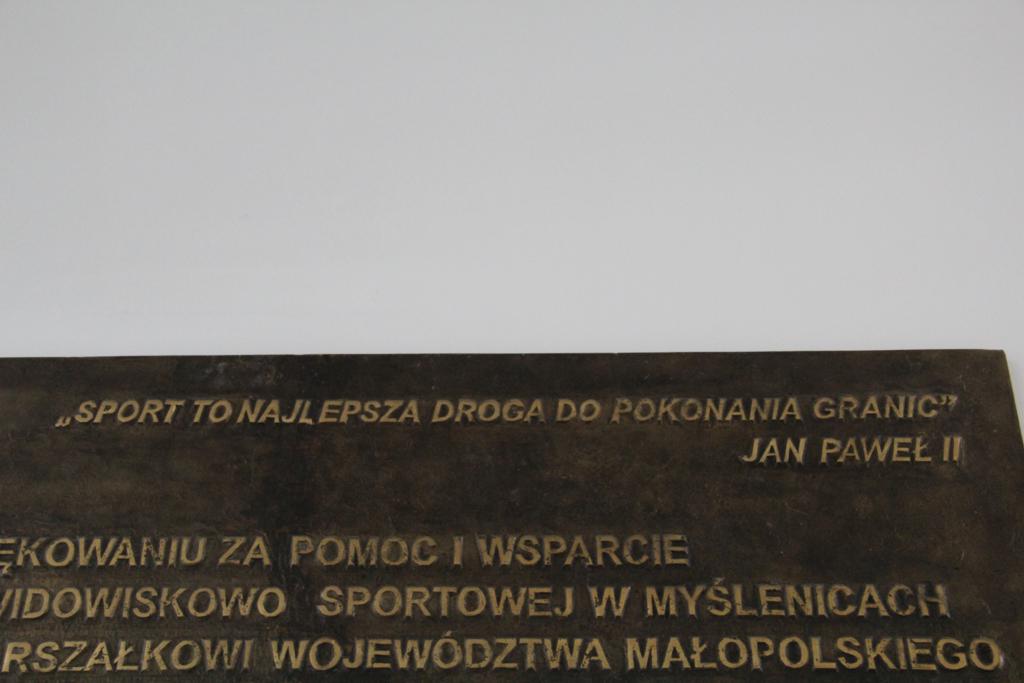 „SPORT TO NAJLEPSZA DROGA DO POKONANIA GRANIC”
JAN PAWEŁ II
ĘKOWANIU ZA POMOC I WSPARCIE
WIDOWISKOWO SPORTOWEJ W MYŚLENICACH
RSZAŁKOWI WOJEWÓDZTWA MAŁOPOLSKIEGO